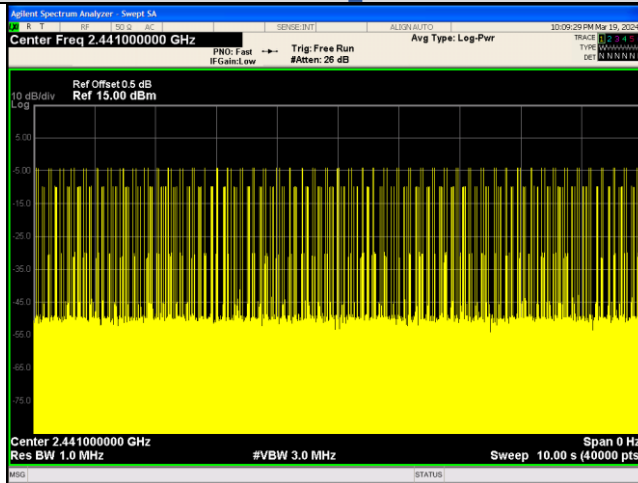 Agilent Spectrum Analyzer - Swept SA
R T RF 50 Ω AC SENSE:INT ALIGN AUTO 10:09:29 PM Mar 19, 2024
Center Freq 2.441000000 GHz Avg Type: Log-Pwr TRACE 1 2 3 4 5
PNO: Fast Trig: Free Run TYPE
IFGain:Low #Atten: 26 dB DET N N N N N
Ref Offset 0.5 dB
10 dB/div Ref 15.00 dBm
Log
5.00
-5.00
-15.0
-25.0
-35.0
-45.0
-55.0
-65.0
-75.0
Center 2.441000000 GHz Span 0 Hz
Res BW 1.0 MHz #VBW 3.0 MHz Sweep 10.00 s (40000 pts
MSG STATUS